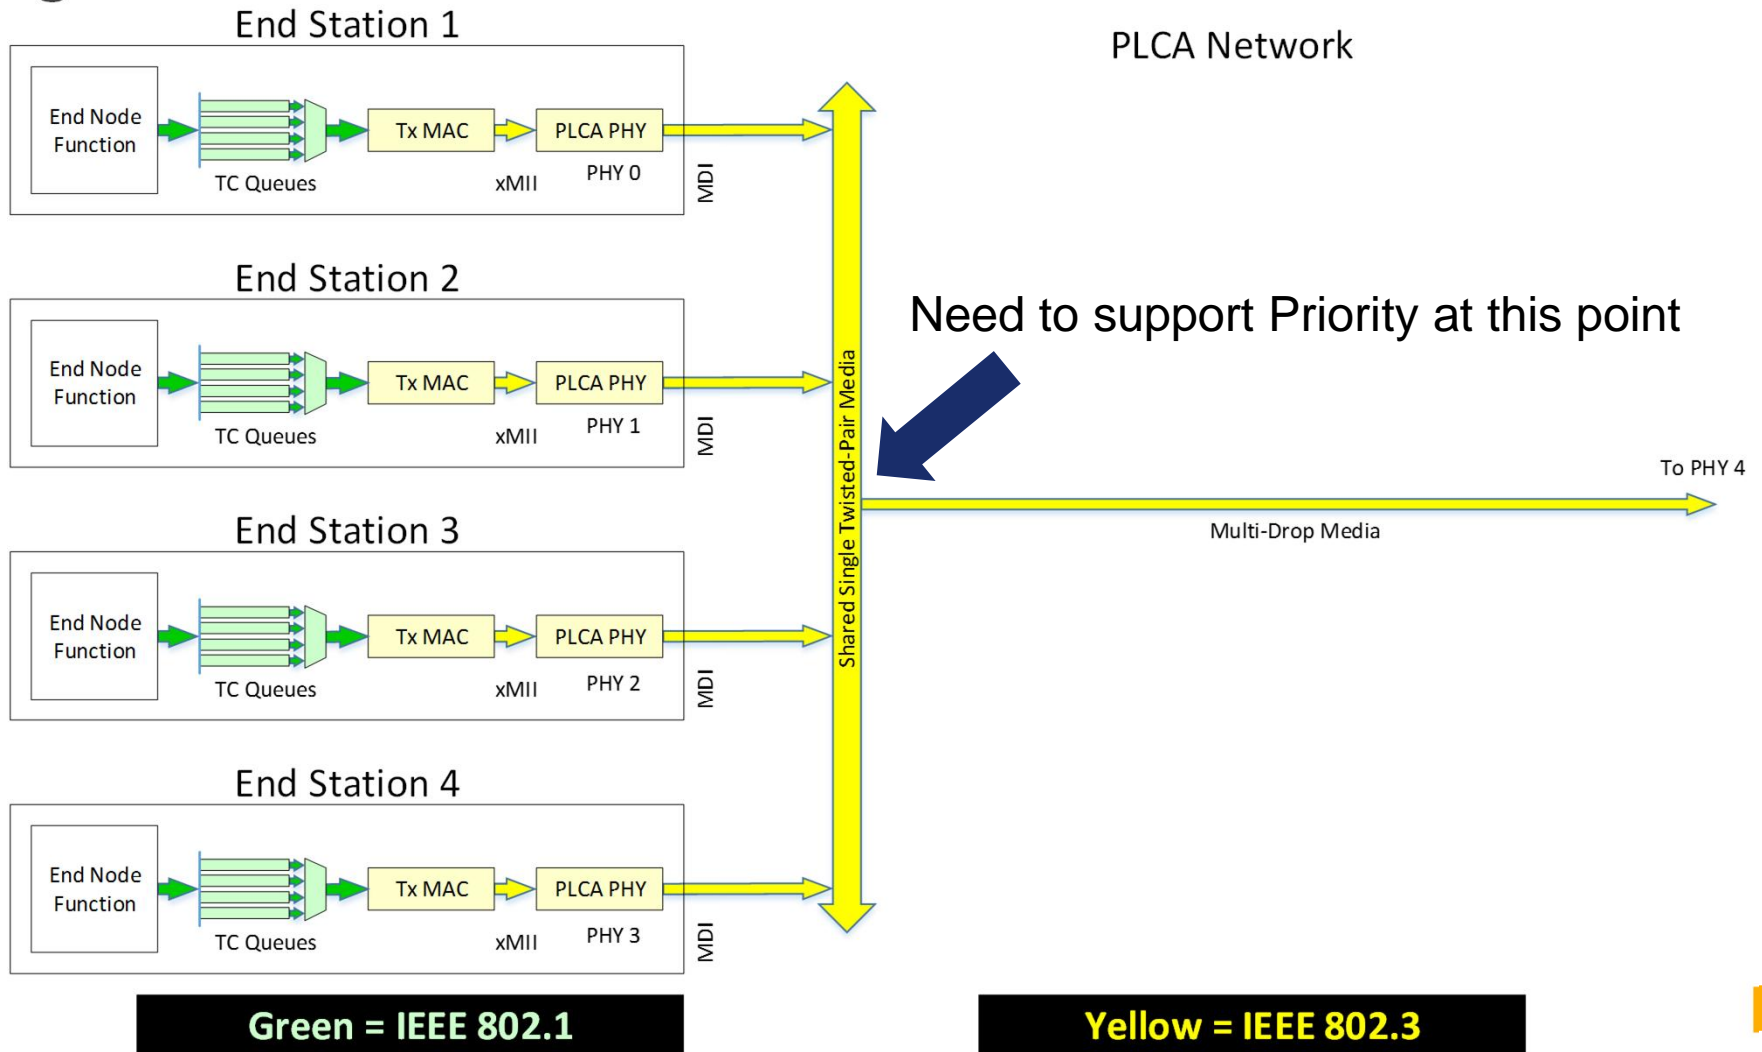 End Station 1
PLCA Network
End Node
Function
TC Queues
Tx MAC
xMII
PLCA PHY
PHY 0
MDI
End Station 2
End Node
Function
TC Queues
Tx MAC
xMII
PLCA PHY
PHY 1
MDI
Need to support Priority at this point
Shared Single Twisted-Pair Media
To PHY 4
Multi-Drop Media
End Station 3
End Node
Function
TC Queues
Tx MAC
xMII
PLCA PHY
PHY 2
MDI
End Station 4
End Node
Function
TC Queues
Tx MAC
xMII
PLCA PHY
PHY 3
MDI
Green = IEEE 802.1
Yellow = IEEE 802.3